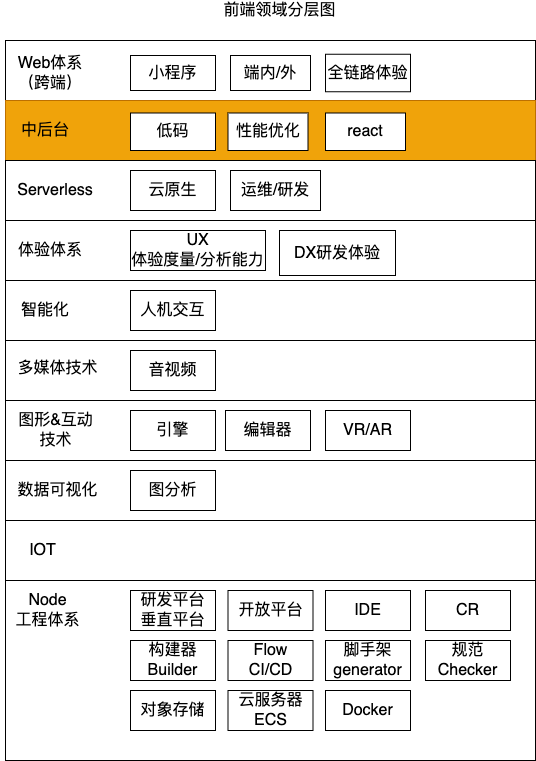 前端领域分层图
Web体系
（跨端）
小程序
端内/外
全链路体验
中后台
低码
性能优化
react
Serverless
云原生
运维/研发
体验体系
UX
体验度量/分析能力
DX研发体验
智能化
人机交互
多媒体技术
音视频
图形&互动
技术
引擎
编辑器
VR/AR
数据可视化
图分析
IOT
Node
工程体系
研发平台
垂直平台
开放平台
IDE
CR
构建器
Builder
Flow
CI/CD
脚手架
generator
规范
Checker
对象存储
云服务器
ECS
Docker